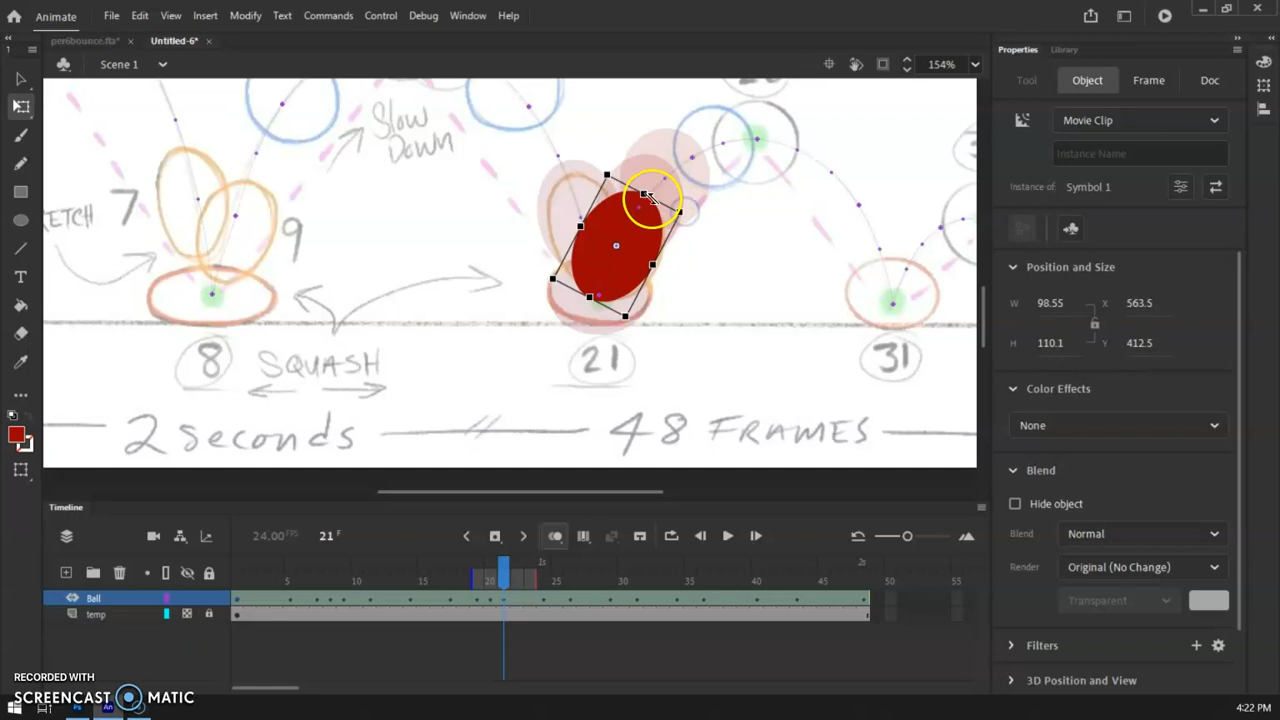 Animate
File Edit View Insert Modify Text Commands Control Debug Window Help
per6bounce.fla* × Untitled-6* ×
Scene 1
154%
Properties Library
Tool Object Frame Doc
Movie Clip
Instance Name
Instance of Symbol 1
Position and Size
W 98.55 X 563.5
H 110.1 Y 412.5
Color Effects
None
Blend
Hide object
Blend Normal
Render Original (No Change)
Transparent
Filters
3D Position and View
SLOW
DOWN
7
9
8 SQUASH
21
31
2 seconds 48 FRAMES
Timeline
24.00 FPS 21 F
1s 2s
5 10 15 20 25 30 35 40 45 50 55
Ball
temp
RECORDED WITH
SCREENCAST MATIC
4:22 PM